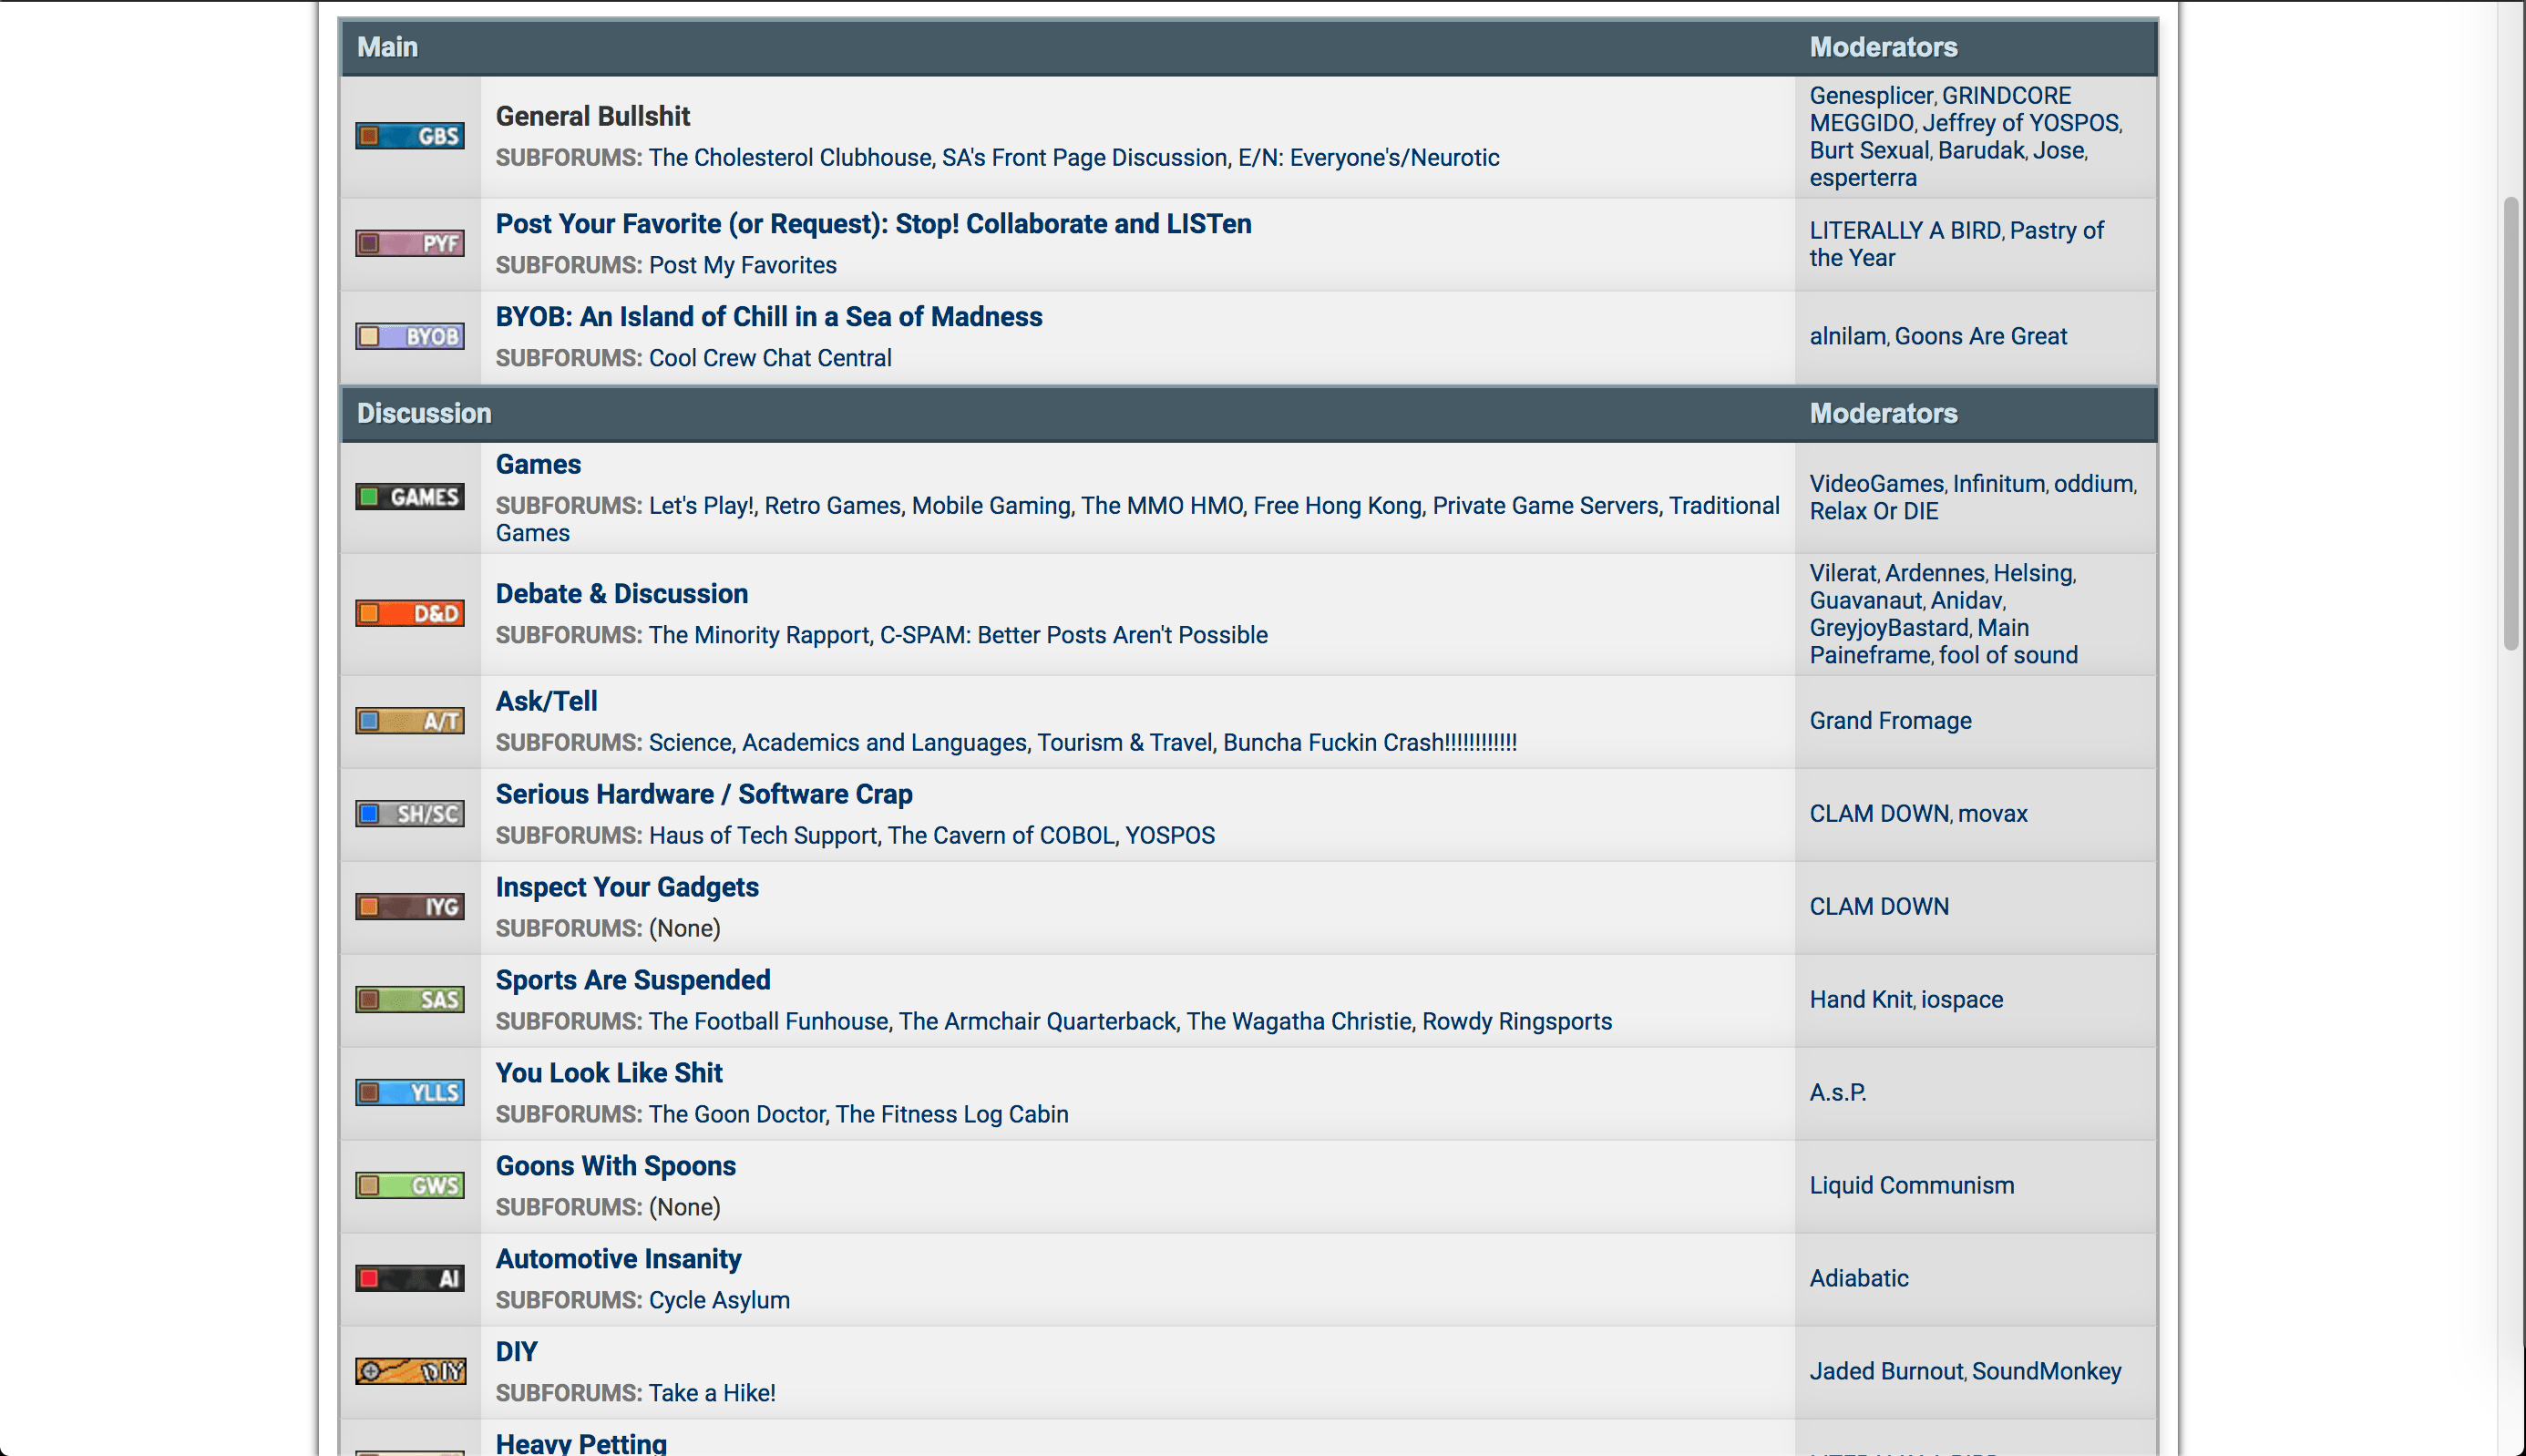 Main Moderators
GBS
General Bullshit
SUBFORUMS: The Cholesterol Clubhouse, SA's Front Page Discussion, E/N: Everyone's/Neurotic
Genesplicer, GRINDCORE
MEGGIDO, Jeffrey of YOSPOS,
Burt Sexual, Barudak, Jose,
esperterra
PYF
Post Your Favorite (or Request): Stop! Collaborate and LISTen
SUBFORUMS: Post My Favorites
LITERALLY A BIRD, Pastry of
the Year
BYOB
BYOB: An Island of Chill in a Sea of Madness
SUBFORUMS: Cool Crew Chat Central
alnilam, Goons Are Great
Discussion Moderators
GAMES
Games
SUBFORUMS: Let's Play!, Retro Games, Mobile Gaming, The MMO HMO, Free Hong Kong, Private Game Servers, Traditional
Games
VideoGames, Infinitum, oddium,
Relax Or DIE
D&D
Debate & Discussion
SUBFORUMS: The Minority Rapport, C-SPAM: Better Posts Aren't Possible
Vilerat, Ardennes, Helsing,
Guavanaut, Anidav,
GreyjoyBastard, Main
Paineframe, fool of sound
A/T
Ask/Tell
SUBFORUMS: Science, Academics and Languages, Tourism & Travel, Buncha Fuckin Crash!!!!!!!!!!!!
Grand Fromage
SH/SC
Serious Hardware / Software Crap
SUBFORUMS: Haus of Tech Support, The Cavern of COBOL, YOSPOS
CLAM DOWN, movax
IYG
Inspect Your Gadgets
SUBFORUMS: (None)
CLAM DOWN
SAS
Sports Are Suspended
SUBFORUMS: The Football Funhouse, The Armchair Quarterback, The Wagatha Christie, Rowdy Ringsports
Hand Knit, iospace
YLLS
You Look Like Shit
SUBFORUMS: The Goon Doctor, The Fitness Log Cabin
A.s.P.
GWS
Goons With Spoons
SUBFORUMS: (None)
Liquid Communism
AI
Automotive Insanity
SUBFORUMS: Cycle Asylum
Adiabatic
DIY
DIY
SUBFORUMS: Take a Hike!
Jaded Burnout, SoundMonkey
Heavy Petting